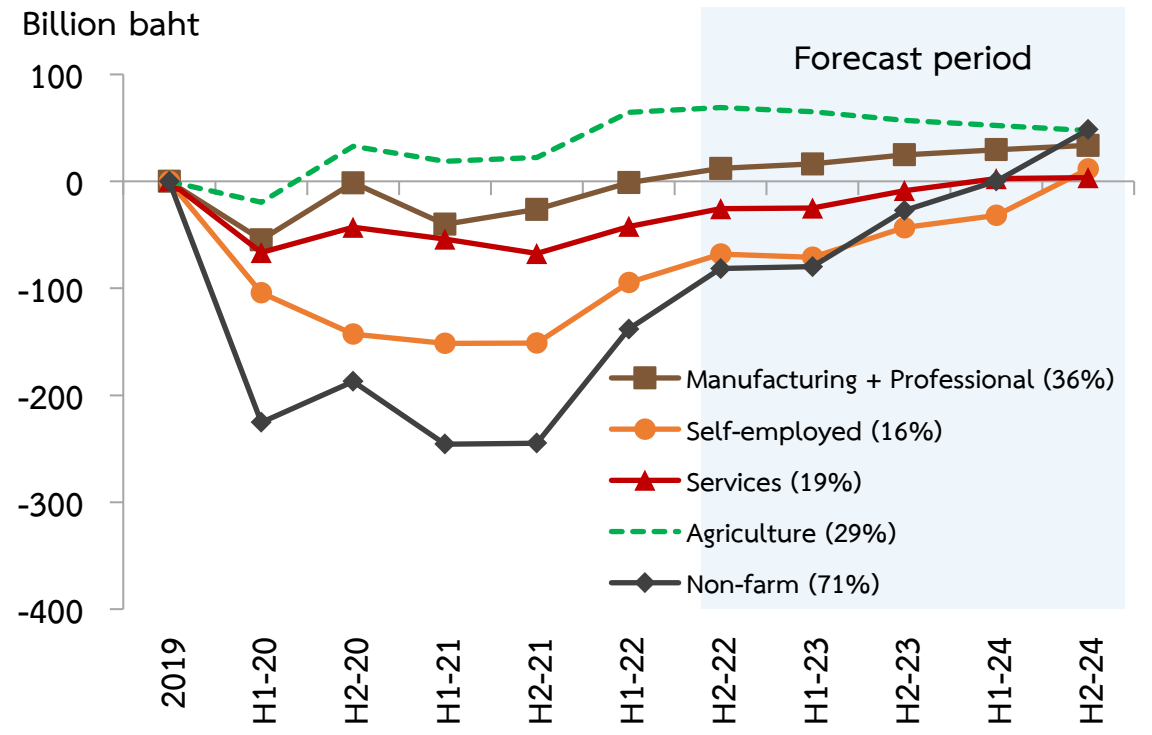 Billion baht
Forecast period
100
0
-100
-200
-300
-400
Manufacturing + Professional (36%)
Self-employed (16%)
Services (19%)
Agriculture (29%)
Non-farm (71%)
2019
H1-20
H2-20
H1-21
H2-21
H1-22
H2-22
H1-23
H2-23
H1-24
H2-24